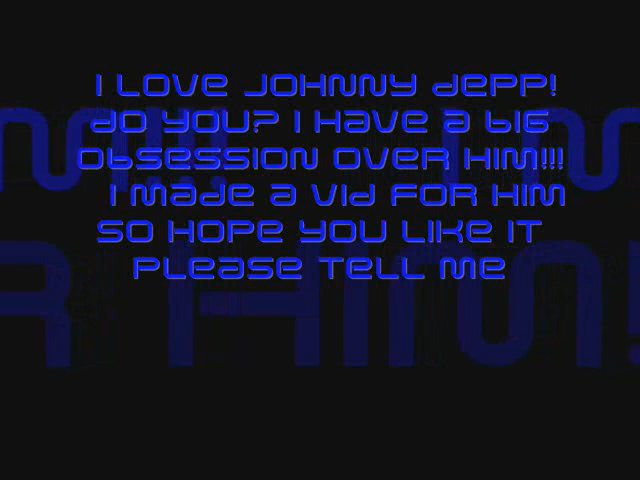 I LOVE JOHNNY dEPP!
dO YOU? I HAVE A bIG
ObSESSION OVER HIM!!!
I MADE A VId FOR HIM
SO HOPE YOU LIKE IT
PLEASE TELL ME